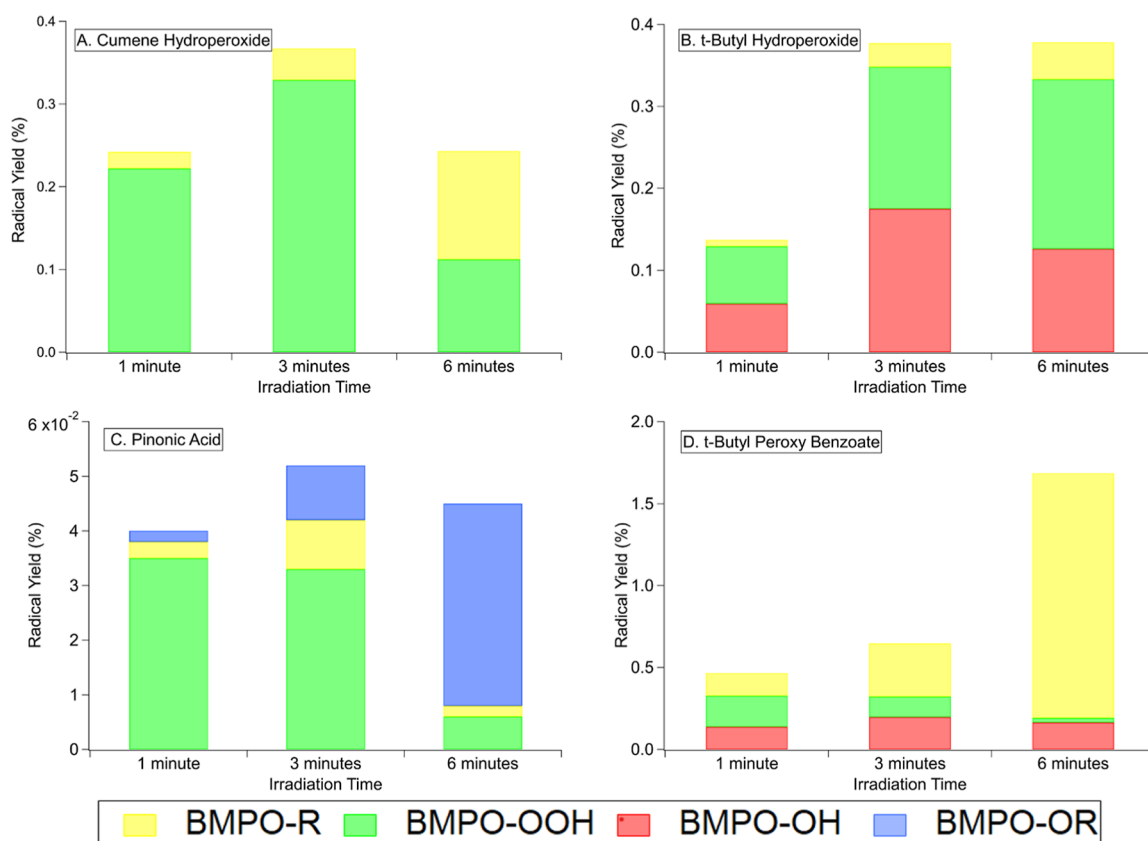 A. Cumene Hydroperoxide
Radical Yield (%)
0.4
0.3
0.2
0.1
0.0
1 minute 3 minutes 6 minutes
Irradiation Time
B. t-Butyl Hydroperoxide
Radical Yield (%)
0.4
0.3
0.2
0.1
0.0
1 minute 3 minutes 6 minutes
Irradiation Time
C. Pinonic Acid
Radical Yield (%)
6 x10⁻²
5
4
3
2
1
0
1 minute 3 minutes 6 minutes
Irradiation Time
D. t-Butyl Peroxy Benzoate
Radical Yield (%)
2.0
1.5
1.0
0.5
0.0
1 minute 3 minutes 6 minutes
Irradiation Time
BMPO-R BMPO-OOH BMPO-OH BMPO-OR